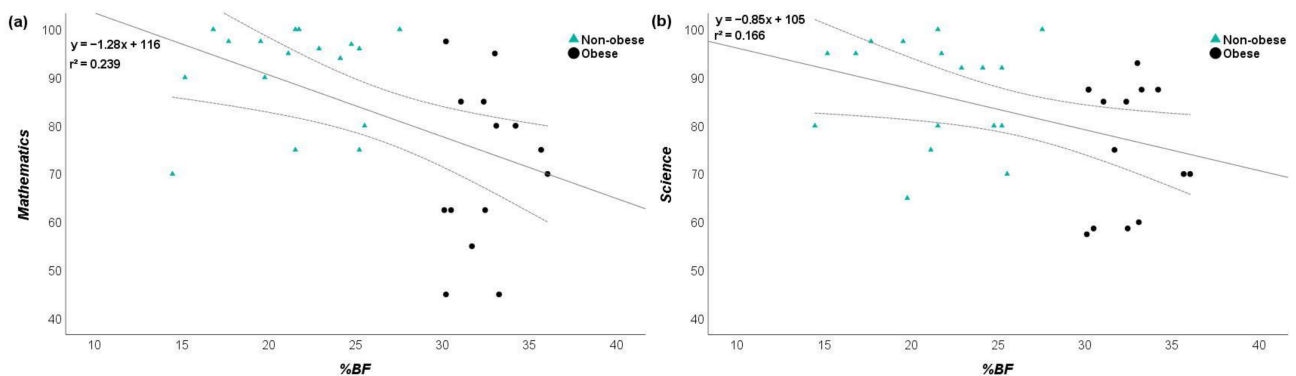 (a)
y = −1.28x + 116
r² = 0.239
Non-obese
Obese
Mathematics
100
90
80
70
60
50
40
10
15
20
25
30
35
40
%BF
(b)
y = −0.85x + 105
r² = 0.166
Non-obese
Obese
Science
100
90
80
70
60
50
40
10
15
20
25
30
35
40
%BF